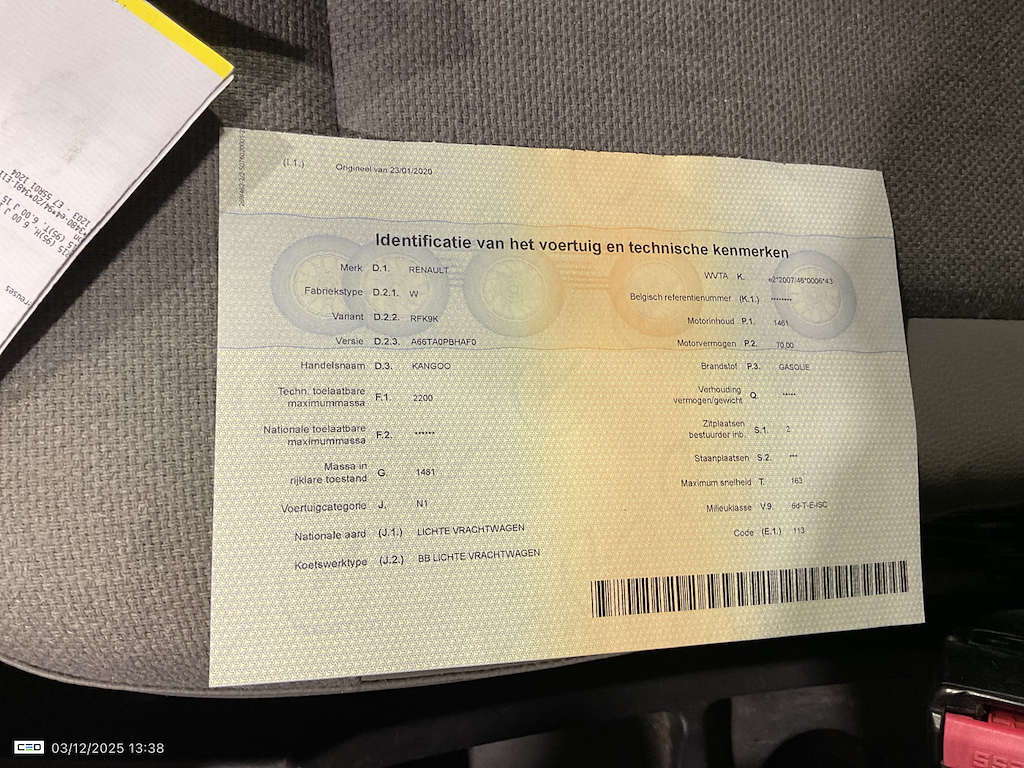 (I.1.) Origineel van 23/01/2020
Identificatie van het voertuig en technische kenmerken
Merk D.1. RENAULT
Fabriekstype D.2.1. W
Variant D.2.2. RFK9K
Versie D.2.3. A66TA0PBHAF0
Handelsnaam D.3. KANGOO
Techn. toelaatbare
maximummassa F.1. 2200
Nationale toelaatbare
maximummassa F.2. ******
Massa in
rijklare toestand G. 1481
Voertuigcategorie J. N1
Nationale aard (J.1.) LICHTE VRACHTWAGEN
Koetswerktype (J.2.) BB LICHTE VRACHTWAGEN
WVTA K. e2*2007/46*0006*43
Belgisch referentienummer (K.1.) ********
Motorinhoud P.1. 1461
Motorvermogen P.2. 70,00
Brandstof P.3. GASOLIE
Verhouding
vermogen/gewicht Q. *****
Zitplaatsen
bestuurder inb. S.1. 2
Staanplaatsen S.2. ***
Maximum snelheid T. 163
Milieuklasse V.9. 6d-T-E-ISC
Code (E.1.) 113
CEO 03/12/2025 13:38